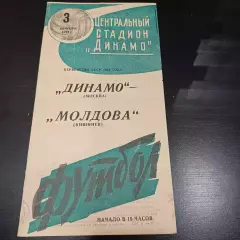 3
ЦЕНТРАЛЬНЫЙ
СТАДИОН
„ДИНАМО“
„ДИНАМО“—
(МОСКВА)
„МОЛДОВА“
(КИШИНЕВ)
футбол
НАЧАЛО В 19 ЧАСОВ